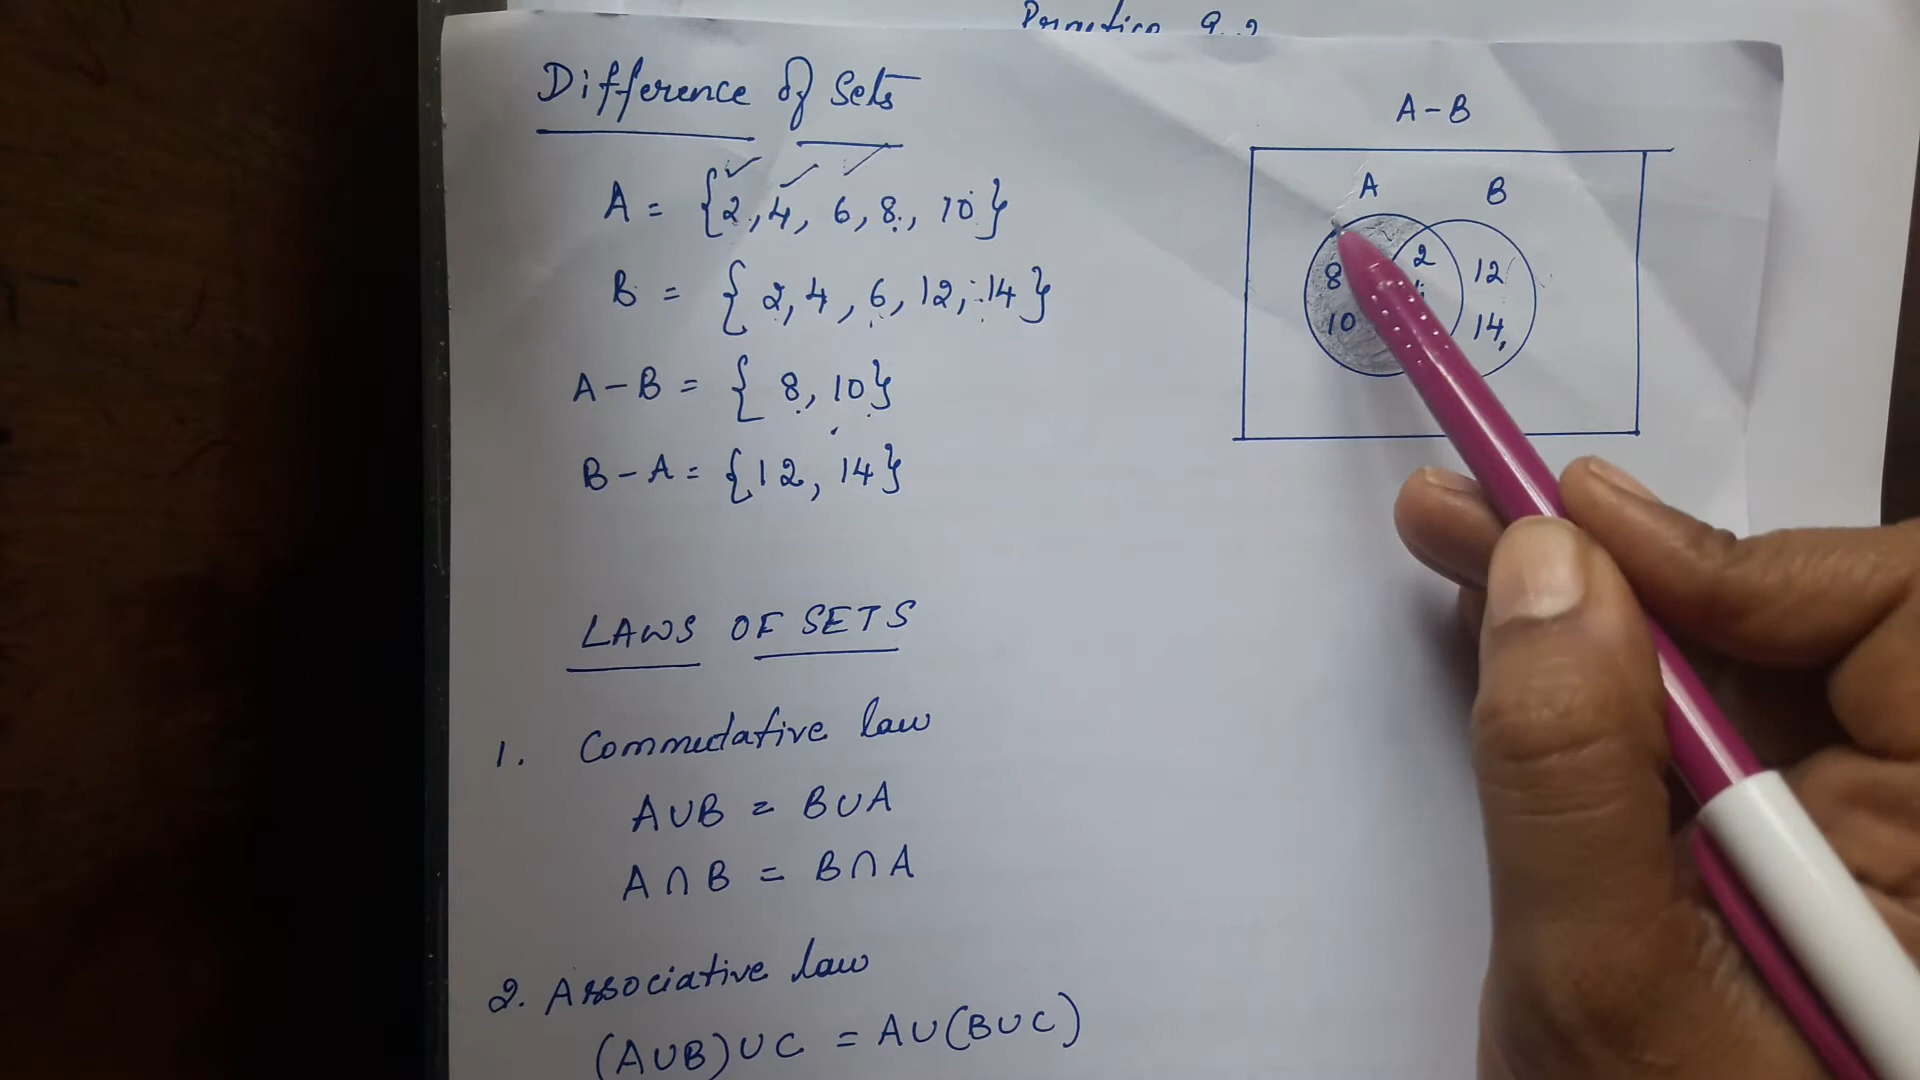 Difference of Sets
A = {2, 4, 6, 8, 10}
B = {2, 4, 6, 12, 14}
A - B = {8, 10}
B - A = {12, 14}
A - B
A B
8 2 12
10 14
LAWS OF SETS
1. Commutative law
A∪B = B∪A
A∩B = B∩A
2. Associative law
(A∪B)∪C = A∪(B∪C)